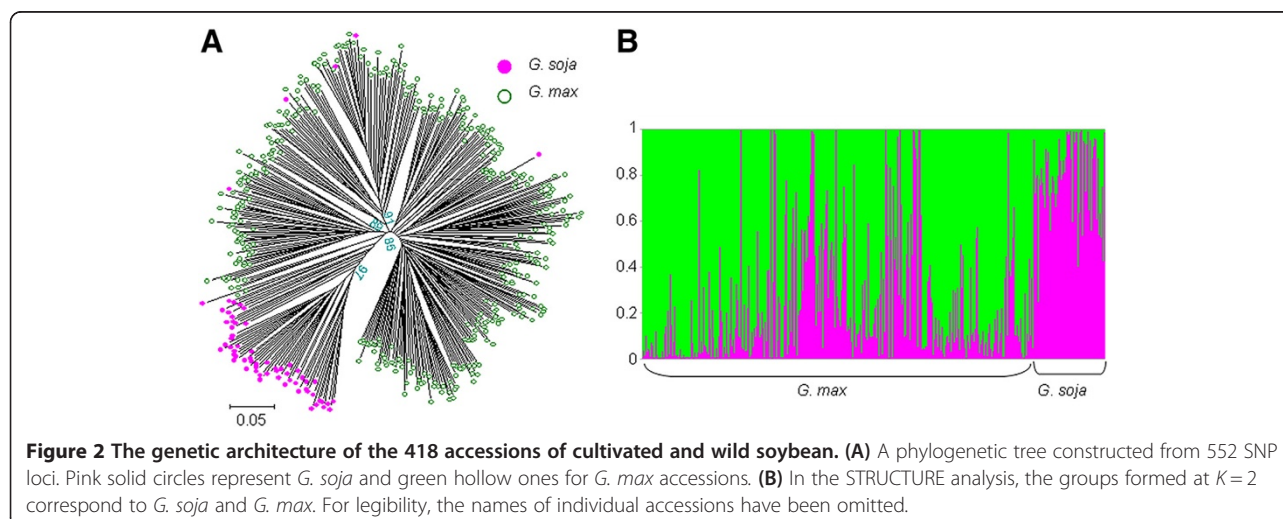 A
B
G. soja
G. max
1
0.8
0.6
0.4
0.2
0
86
97
0.05
G. max
G. soja
Figure 2 The genetic architecture of the 418 accessions of cultivated and wild soybean. (A) A phylogenetic tree constructed from 552 SNP
loci. Pink solid circles represent G. soja and green hollow ones for G. max accessions. (B) In the STRUCTURE analysis, the groups formed at K = 2
correspond to G. soja and G. max. For legibility, the names of individual accessions have been omitted.